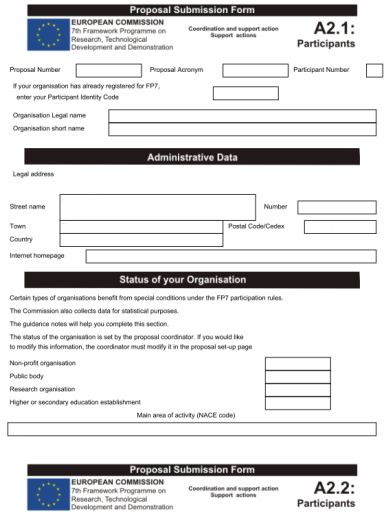 Proposal Submission Form
EUROPEAN COMMISSION
7th Framework Programme on
Research, Technological
Development and Demonstration
Coordination and support action
Support actions
A2.1:
Participants
Proposal Number
Proposal Acronym
Participant Number
If your organisation has already registered for FP7,
enter your Participant Identity Code
Organisation Legal name
Organisation short name
Administrative Data
Legal address
Street name
Number
Town
Postal Code/Cedex
Country
Internet homepage
Status of your Organisation
Certain types of organisations benefit from special conditions under the FP7 participation rules.
The Commission also collects data for statistical purposes.
The guidance notes will help you complete this section.
The status of the organisation is set by the proposal coordinator. If you would like
to modify this information, the coordinator must modify it in the proposal set-up page
Non-profit organisation
Public body
Research organisation
Higher or secondary education establishment
Main area of activity (NACE code)
Proposal Submission Form
EUROPEAN COMMISSION
7th Framework Programme on
Research, Technological
Development and Demonstration
Coordination and support action
Support actions
A2.2:
Participants